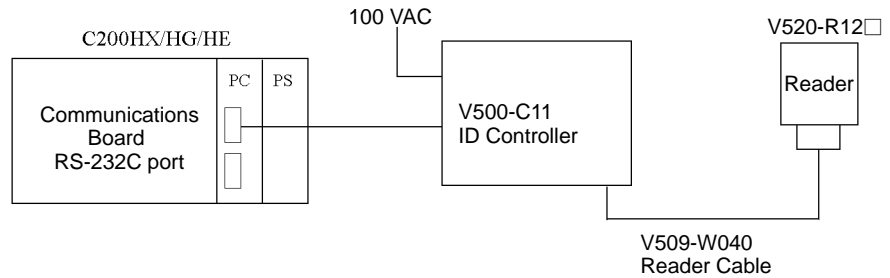 100 VAC
V520-R12□
C200HX/HG/HE
PC
PS
Reader
Communications
Board
RS-232C port
V500-C11
ID Controller
V509-W040
Reader Cable